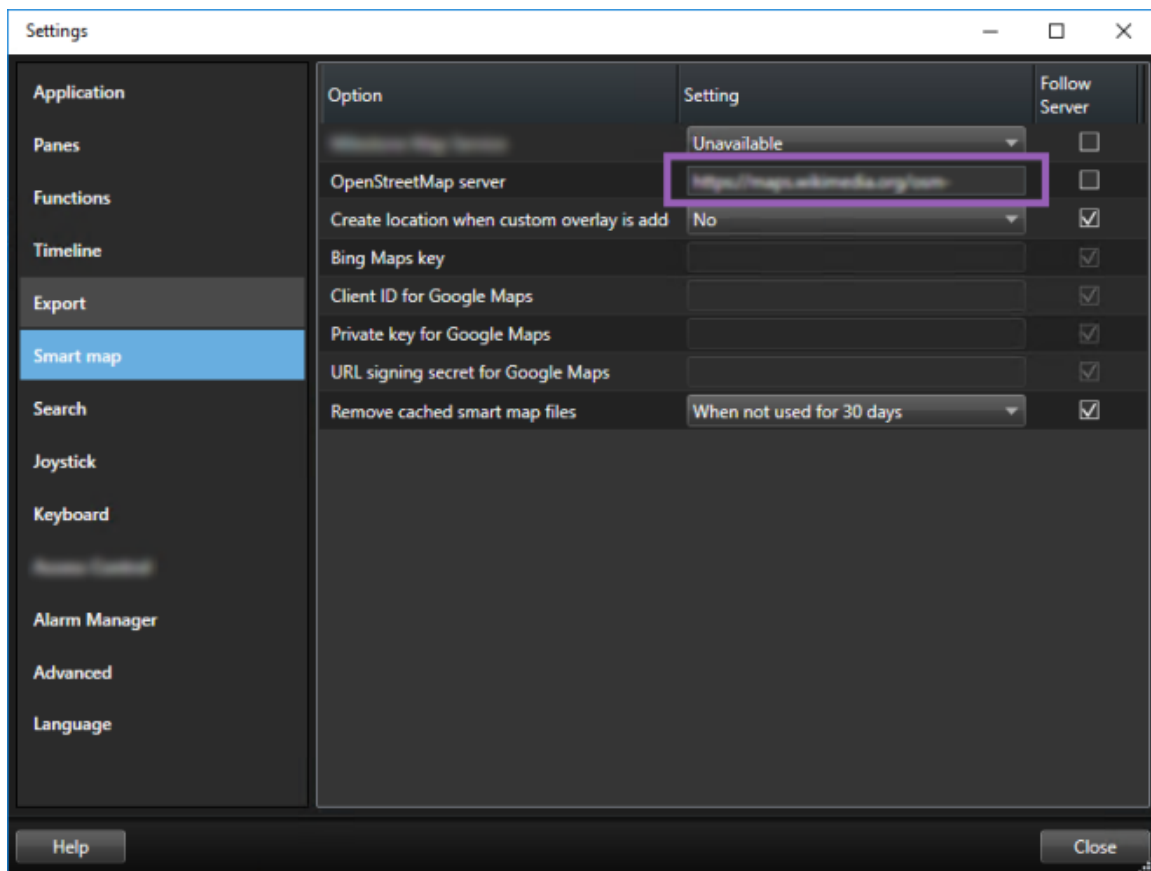 Settings
Application
Panes
Functions
Timeline
Export
Smart map
Search
Joystick
Keyboard
Alarm Manager
Advanced
Language
Option Setting Follow Server
Unavailable
OpenStreetMap server
Create location when custom overlay is add No
Bing Maps key
Client ID for Google Maps
Private key for Google Maps
URL signing secret for Google Maps
Remove cached smart map files When not used for 30 days
Help Close